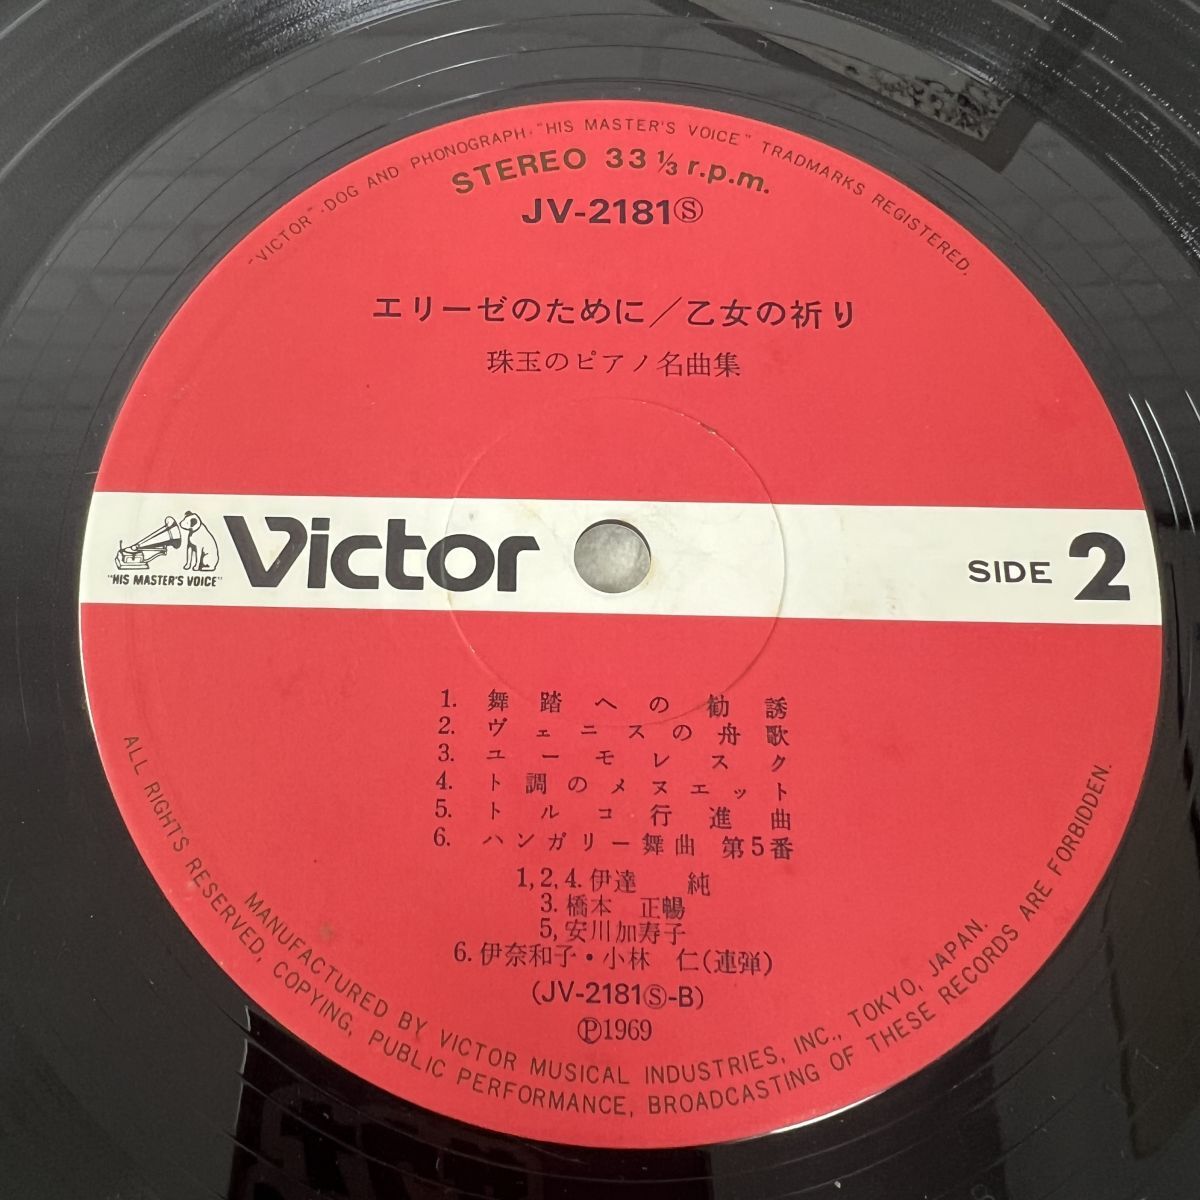 "VICTOR"・DOG AND PHONOGRAPH・"HIS MASTER'S VOICE" TRADMARKS REGISTERED.
STEREO 33 1/3 r.p.m.
JV-2181Ⓢ
エリーゼのために／乙女の祈り
珠玉のピアノ名曲集
"HIS MASTER'S VOICE"
Victor
SIDE 2
1. 舞踏への勧誘
2. ヴェニスの舟歌
3. ユーモレスク
4. ト調のメヌエット
5. トルコ行進曲
6. ハンガリー舞曲 第5番
1,2,4.伊達 純
3.橋本 正暢
5,安川加寿子
6.伊奈和子・小林 仁(連弾)
(JV-2181Ⓢ-B)
Ⓟ1969
MANUFACTURED BY VICTOR MUSICAL INDUSTRIES, INC., TOKYO, JAPAN.
ALL RIGHTS RESERVED, COPYING, PUBLIC PERFORMANCE, BROADCASTING OF THESE RECORDS ARE FORBIDDEN.